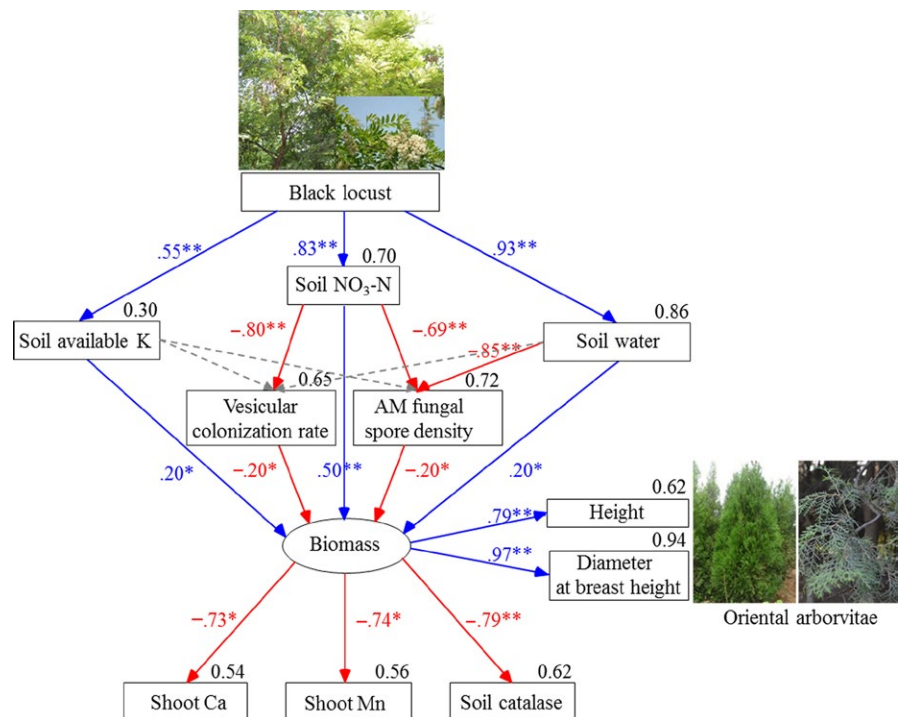 Black locust
.55**
.83**
.93**
0.70
Soil NO₃-N
0.30
Soil available K
0.86
Soil water
−.80**
−.69**
−.85**
0.65
Vesicular
colonization rate
0.72
AM fungal
spore density
.20*
−.20*
.50**
−.20*
.20*
Biomass
.79**
0.62
Height
.97**
0.94
Diameter
at breast height
Oriental arborvitae
−.73*
−.74*
−.79**
0.54
Shoot Ca
0.56
Shoot Mn
0.62
Soil catalase